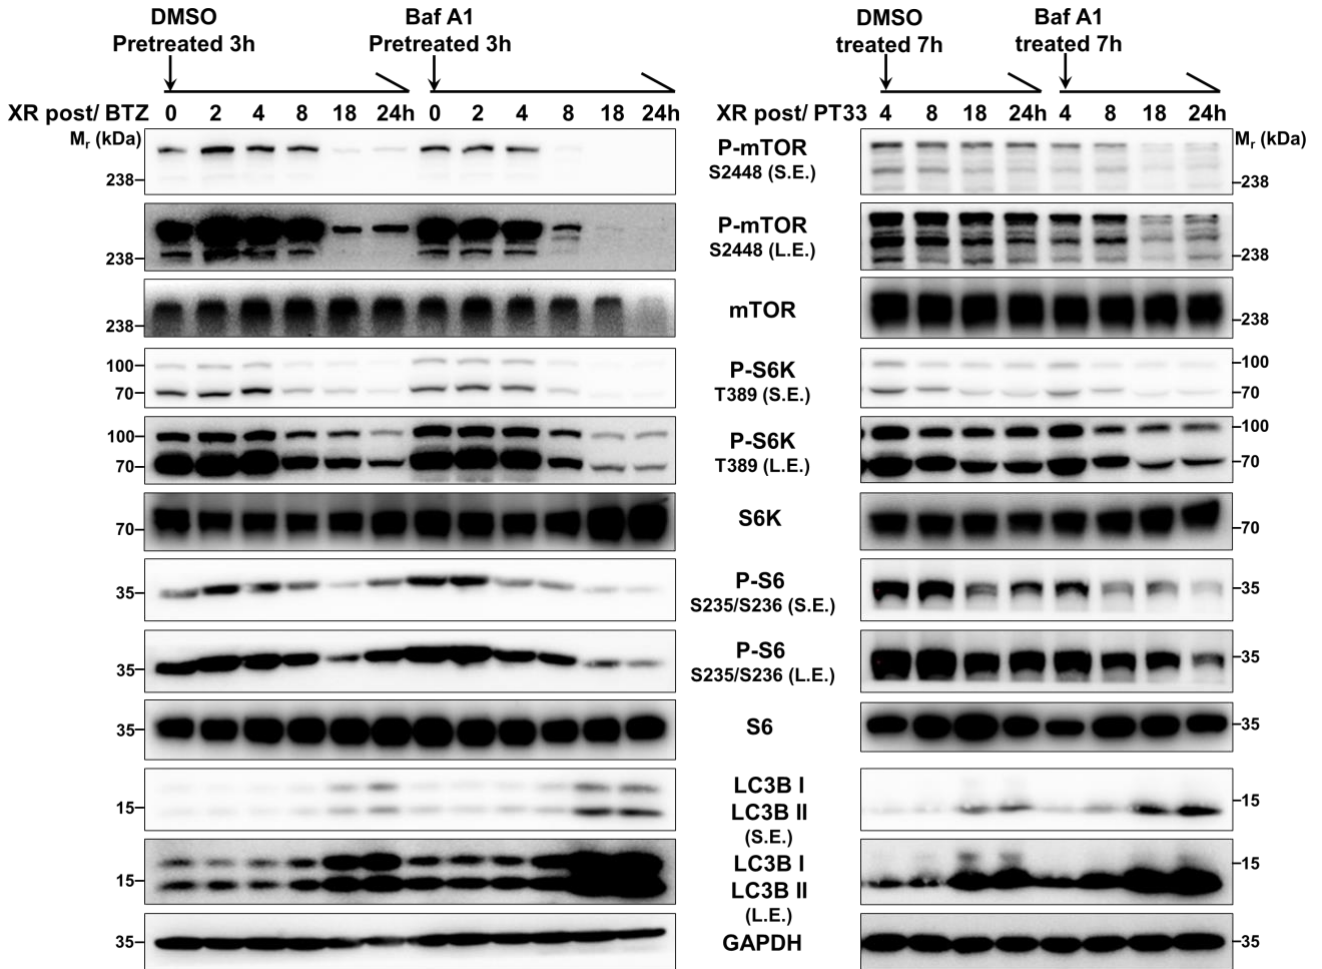 DMSO
Pretreated 3h
Baf A1
Pretreated 3h
DMSO
treated 7h
Baf A1
treated 7h
XR post/ BTZ 0 2 4 8 18 24h 0 2 4 8 18 24h
XR post/ PT33 4 8 18 24h 4 8 18 24h
Mr (kDa)
Mr (kDa)
238
P-mTOR
S2448 (S.E.)
238
238
P-mTOR
S2448 (L.E.)
238
238
mTOR
238
100
70
P-S6K
T389 (S.E.)
100
70
100
70
P-S6K
T389 (L.E.)
100
70
70
S6K
70
35
P-S6
S235/S236 (S.E.)
35
35
P-S6
S235/S236 (L.E.)
35
35
S6
35
15
LC3B I
LC3B II
(S.E.)
15
15
LC3B I
LC3B II
(L.E.)
15
35
GAPDH
35